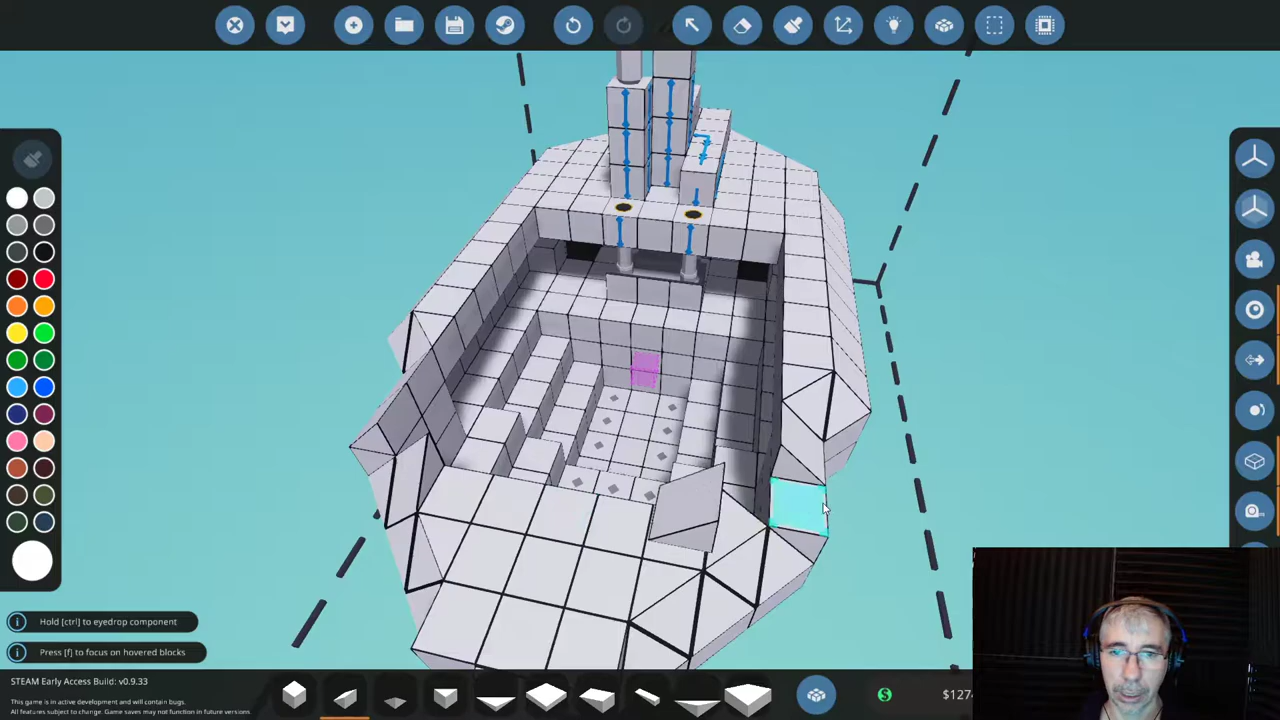 Hold [ctrl] to eyedrop component
Press [f] to focus on hovered blocks
STEAM Early Access Build: v0.9.33
This game is in active development and will contain bugs.
All features subject to change. Game saves may not function in future versions.
$